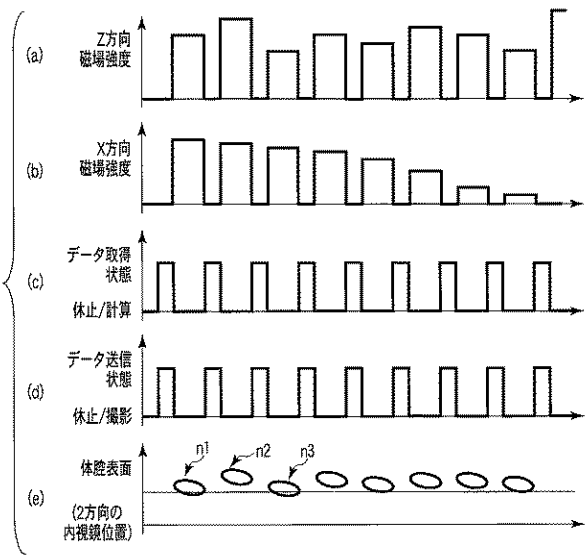 (a)
Z方向
磁場強度
(b)
X方向
磁場強度
(c)
データ取得
状態
休止/計算
(d)
データ送信
状態
休止/撮影
(e)
体腔表面
n1
n2
n3
(2方向の
内視鏡位置)